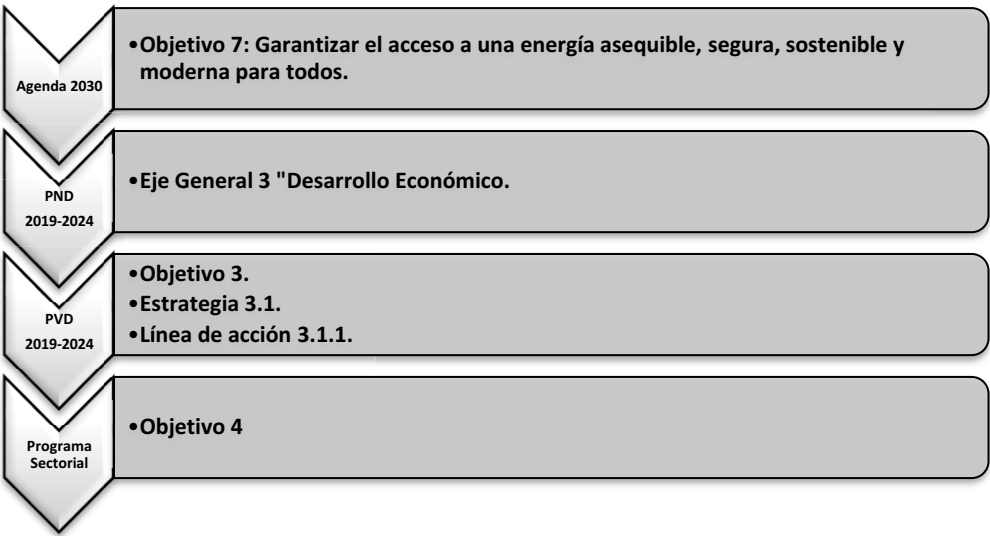 Agenda 2030
•Objetivo 7: Garantizar el acceso a una energía asequible, segura, sostenible y
moderna para todos.
PND
2019-2024
•Eje General 3 "Desarrollo Económico.
PVD
2019-2024
•Objetivo 3.
•Estrategia 3.1.
•Línea de acción 3.1.1.
Programa
Sectorial
•Objetivo 4